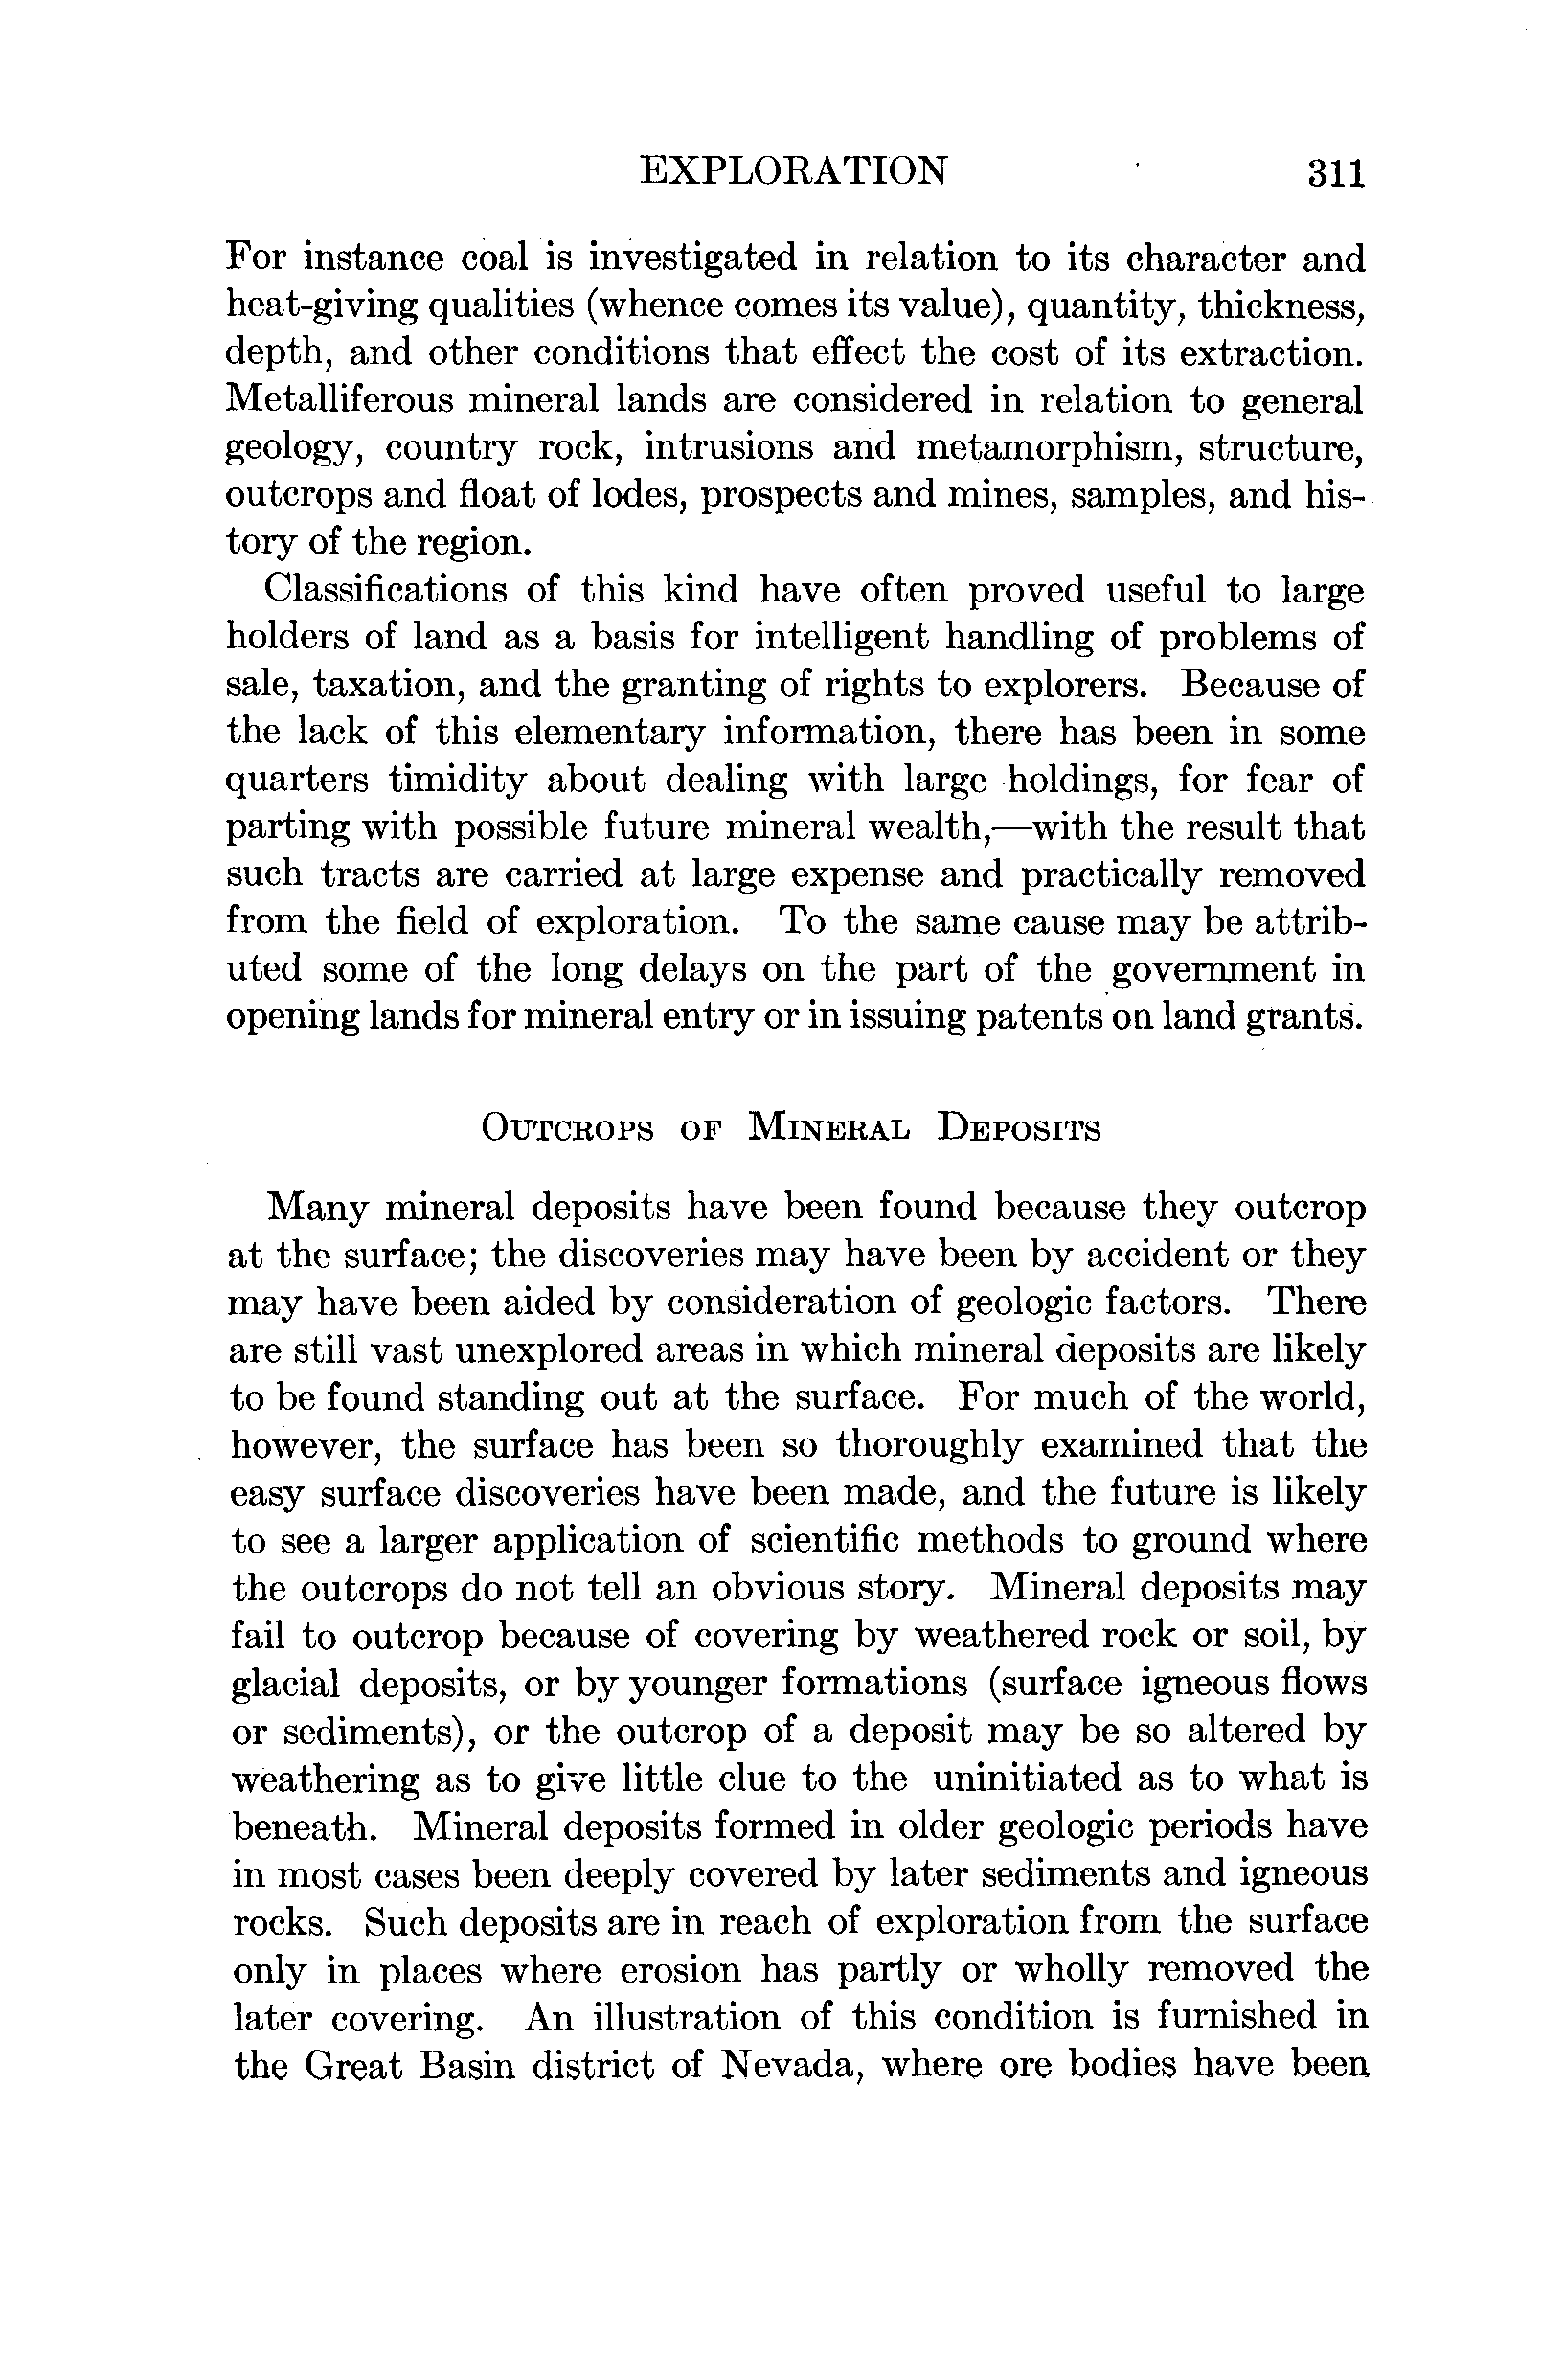 EXPLORATION 311
For instance coal is investigated in relation to its character and
heat-giving qualities (whence comes its value), quantity, thickness,
depth, and other conditions that effect the cost of its extraction.
Metalliferous mineral lands are considered in relation to general
geology, country rock, intrusions and metamorphism, structure,
outcrops and float of lodes, prospects and mines, samples, and his-
tory of the region.
Classifications of this kind have often proved useful to large
holders of land as a basis for intelligent handling of problems of
sale, taxation, and the granting of rights to explorers. Because of
the lack of this elementary information, there has been in some
quarters timidity about dealing with large holdings, for fear of
parting with possible future mineral wealth,—with the result that
such tracts are carried at large expense and practically removed
from the field of exploration. To the same cause may be attrib-
uted some of the long delays on the part of the government in
opening lands for mineral entry or in issuing patents on land grants.
OUTCROPS OF MINERAL DEPOSITS
Many mineral deposits have been found because they outcrop
at the surface; the discoveries may have been by accident or they
may have been aided by consideration of geologic factors. There
are still vast unexplored areas in which mineral deposits are likely
to be found standing out at the surface. For much of the world,
however, the surface has been so thoroughly examined that the
easy surface discoveries have been made, and the future is likely
to see a larger application of scientific methods to ground where
the outcrops do not tell an obvious story. Mineral deposits may
fail to outcrop because of covering by weathered rock or soil, by
glacial deposits, or by younger formations (surface igneous flows
or sediments), or the outcrop of a deposit may be so altered by
weathering as to give little clue to the uninitiated as to what is
beneath. Mineral deposits formed in older geologic periods have
in most cases been deeply covered by later sediments and igneous
rocks. Such deposits are in reach of exploration from the surface
only in places where erosion has partly or wholly removed the
later covering. An illustration of this condition is furnished in
the Great Basin district of Nevada, where ore bodies have been